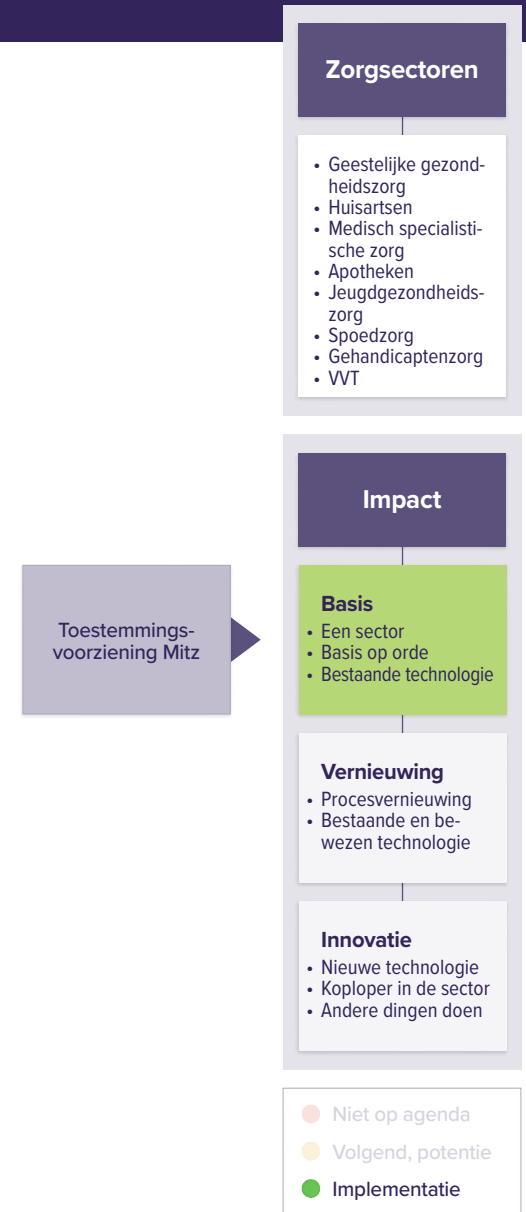 Zorgsectoren
• Geestelijke gezond-
heidszorg
• Huisartsen
• Medisch specialisti-
sche zorg
• Apotheken
• Jeugdgezondheids-
zorg
• Spoedzorg
• Gehandicaptenzorg
• VVT
Impact
Toestemmings-
voorziening Mitz
Basis
• Een sector
• Basis op orde
• Bestaande technologie
Vernieuwing
• Procesvernieuwing
• Bestaande en be-
wezen technologie
Innovatie
• Nieuwe technologie
• Koploper in de sector
• Andere dingen doen
Niet op agenda
Volgend, potentie
Implementatie